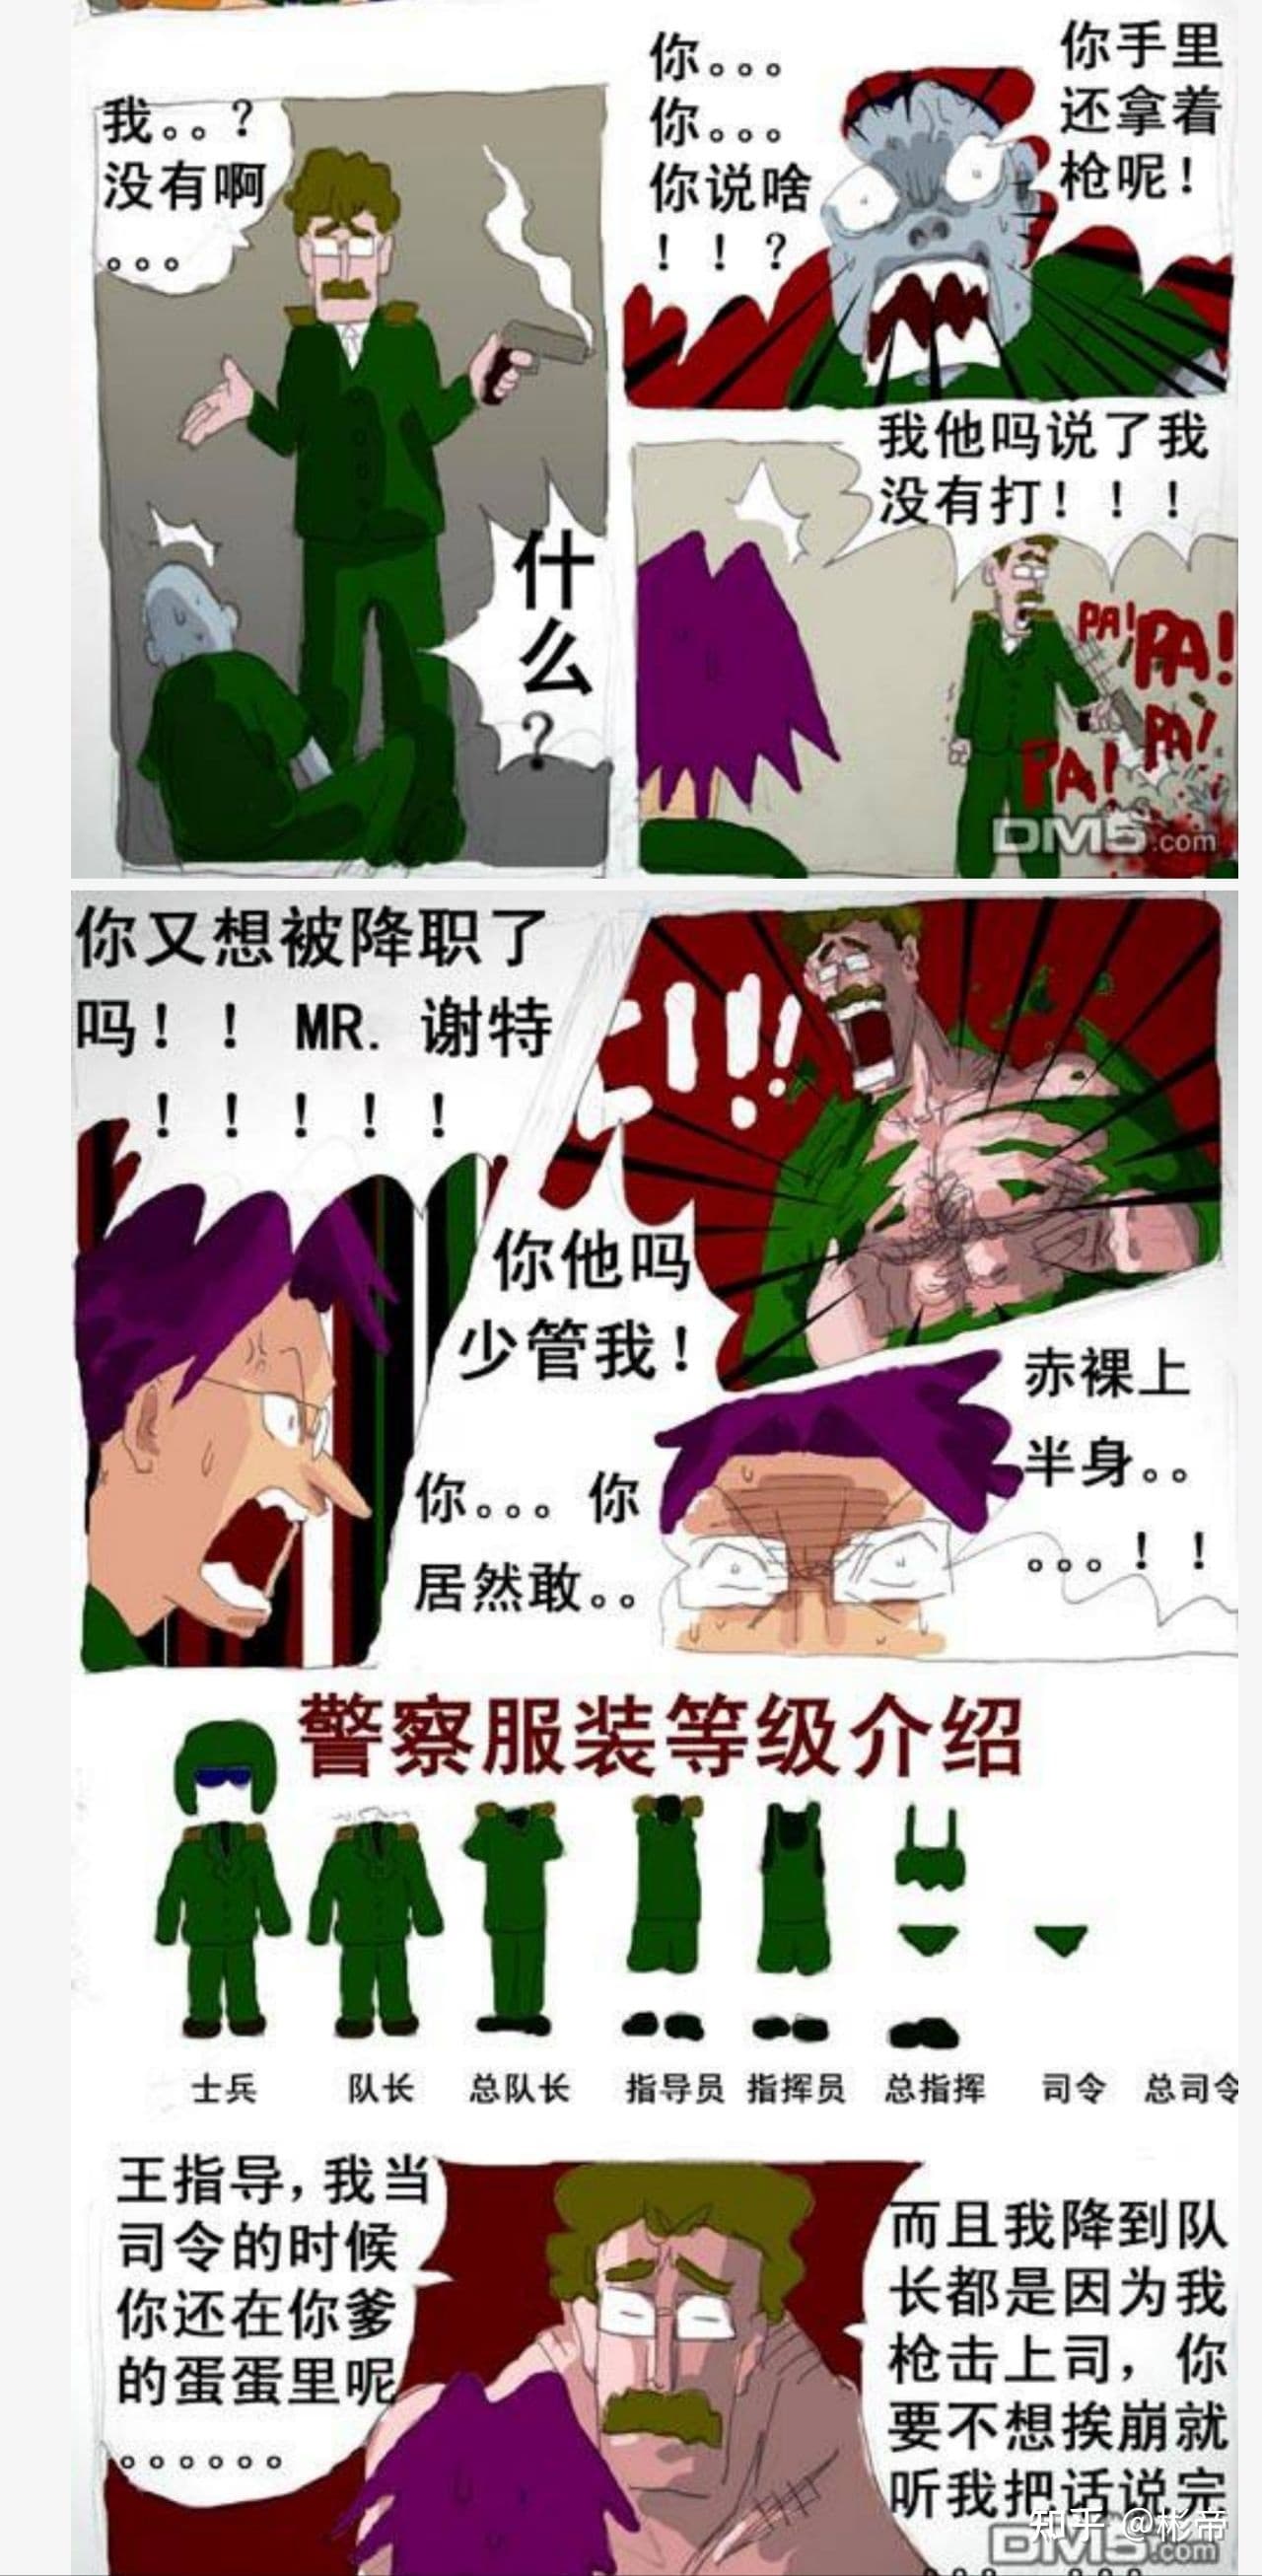 我。。？
没有啊
。。。
什
么
？
你。。。
你。。。
你说啥
！！？
你手里
还拿着
枪呢！
我他吗说了我
没有打！！！
PA!
PA!
PA!
PA!
DM5.com
你又想被降职了
吗！！ MR. 谢特
！！！！！
！！！
你他吗
少管我！
你。。。你
居然敢。。
赤裸上
半身。。
。。。！！
警察服装等级介绍
士兵 队长 总队长 指导员 指挥员 总指挥 司令 总司令
王指导，我当
司令的时候
你还在你爹
的蛋蛋里呢
。。。。。。
而且我降到队
长都是因为我
枪击上司，你
要不想挨崩就
听我把话说完
知乎 @彬帝
DM5.com